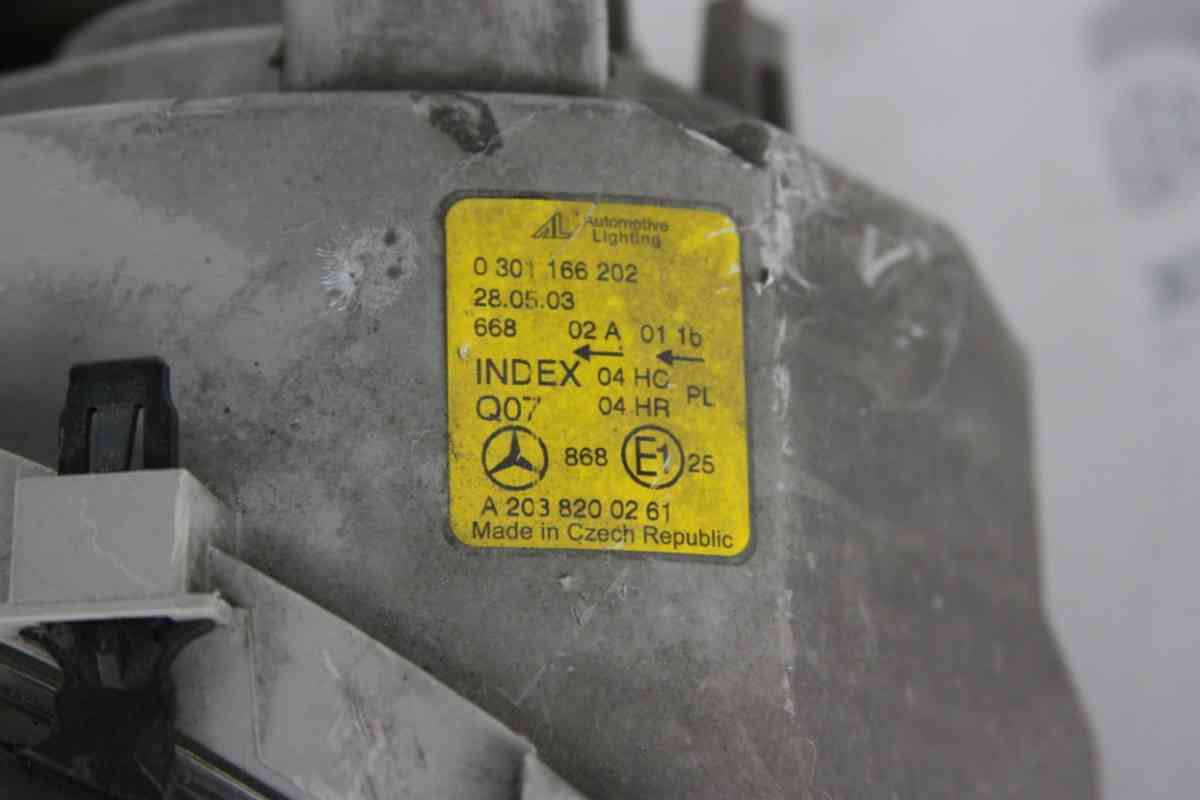 AL Automotive
Lighting
0 301 166 202
28.05.03
668 02 A 01 1b
INDEX 04 HC PL
Q07 04 HR
868 E1 25
A 203 820 02 61
Made in Czech Republic